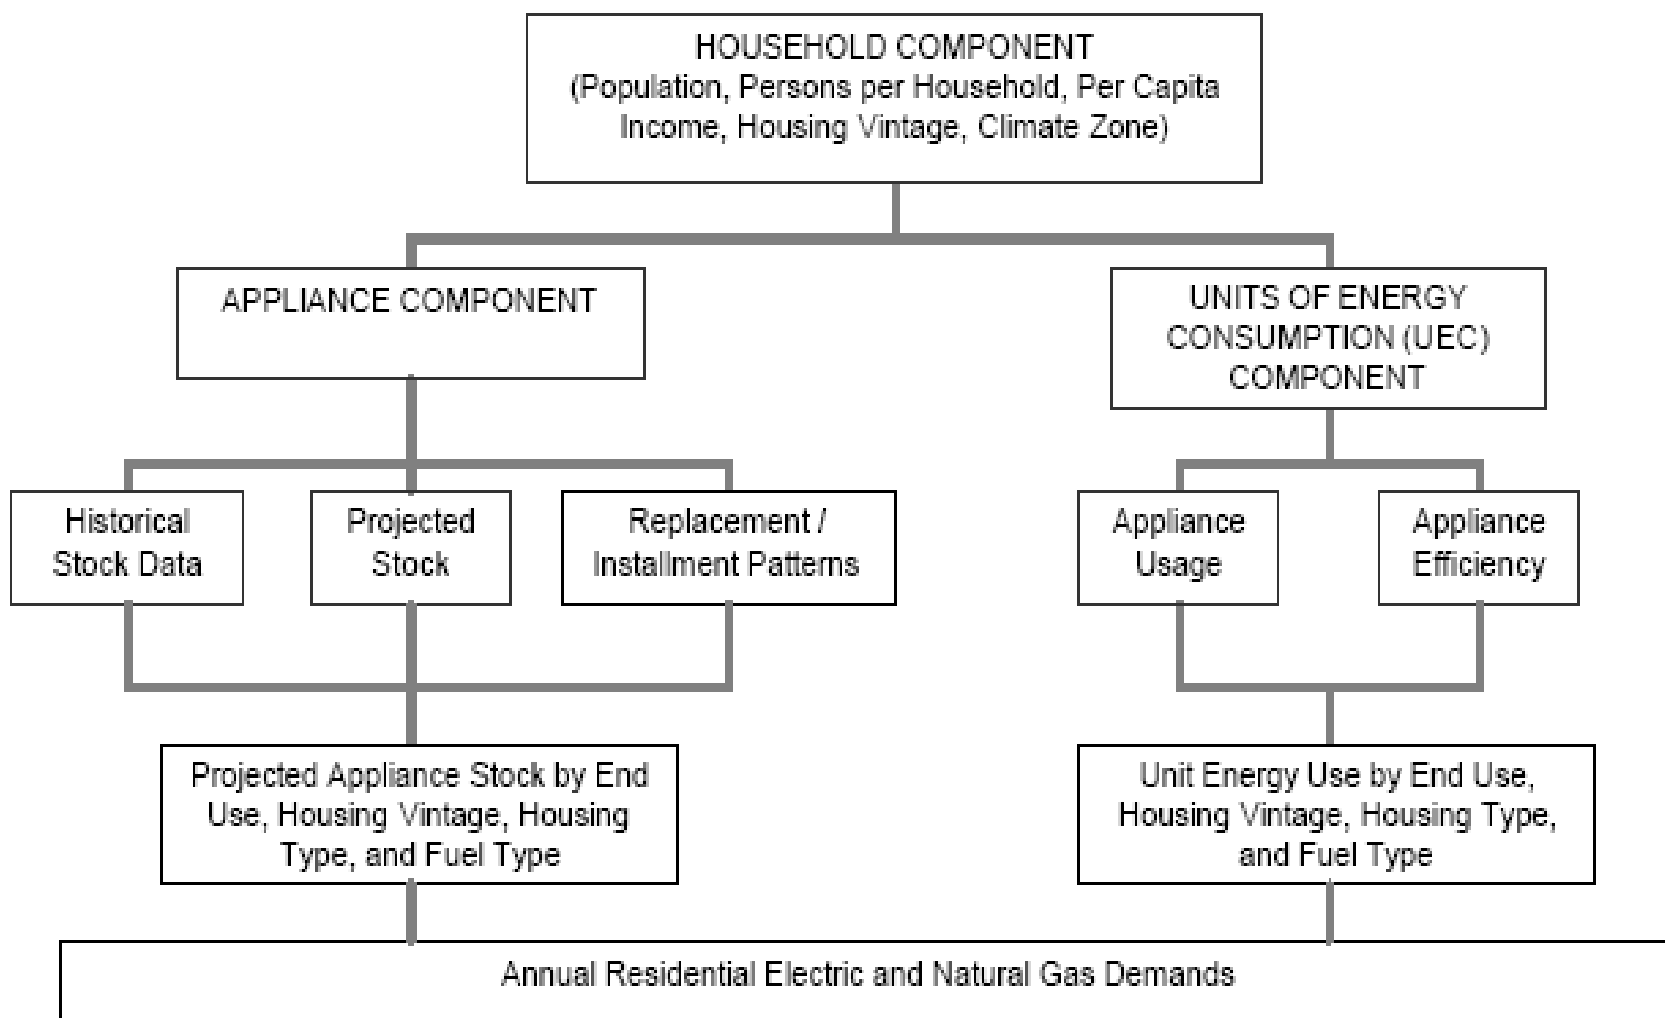 HOUSEHOLD COMPONENT
(Population, Persons per Household, Per Capita
Income, Housing Vintage, Climate Zone)
APPLIANCE COMPONENT
UNITS OF ENERGY
CONSUMPTION (UEC)
COMPONENT
Historical
Stock Data
Projected
Stock
Replacement /
Installment Patterns
Appliance
Usage
Appliance
Efficiency
Projected Appliance Stock by End
Use, Housing Vintage, Housing
Type, and Fuel Type
Unit Energy Use by End Use,
Housing Vintage, Housing Type,
and Fuel Type
Annual Residential Electric and Natural Gas Demands